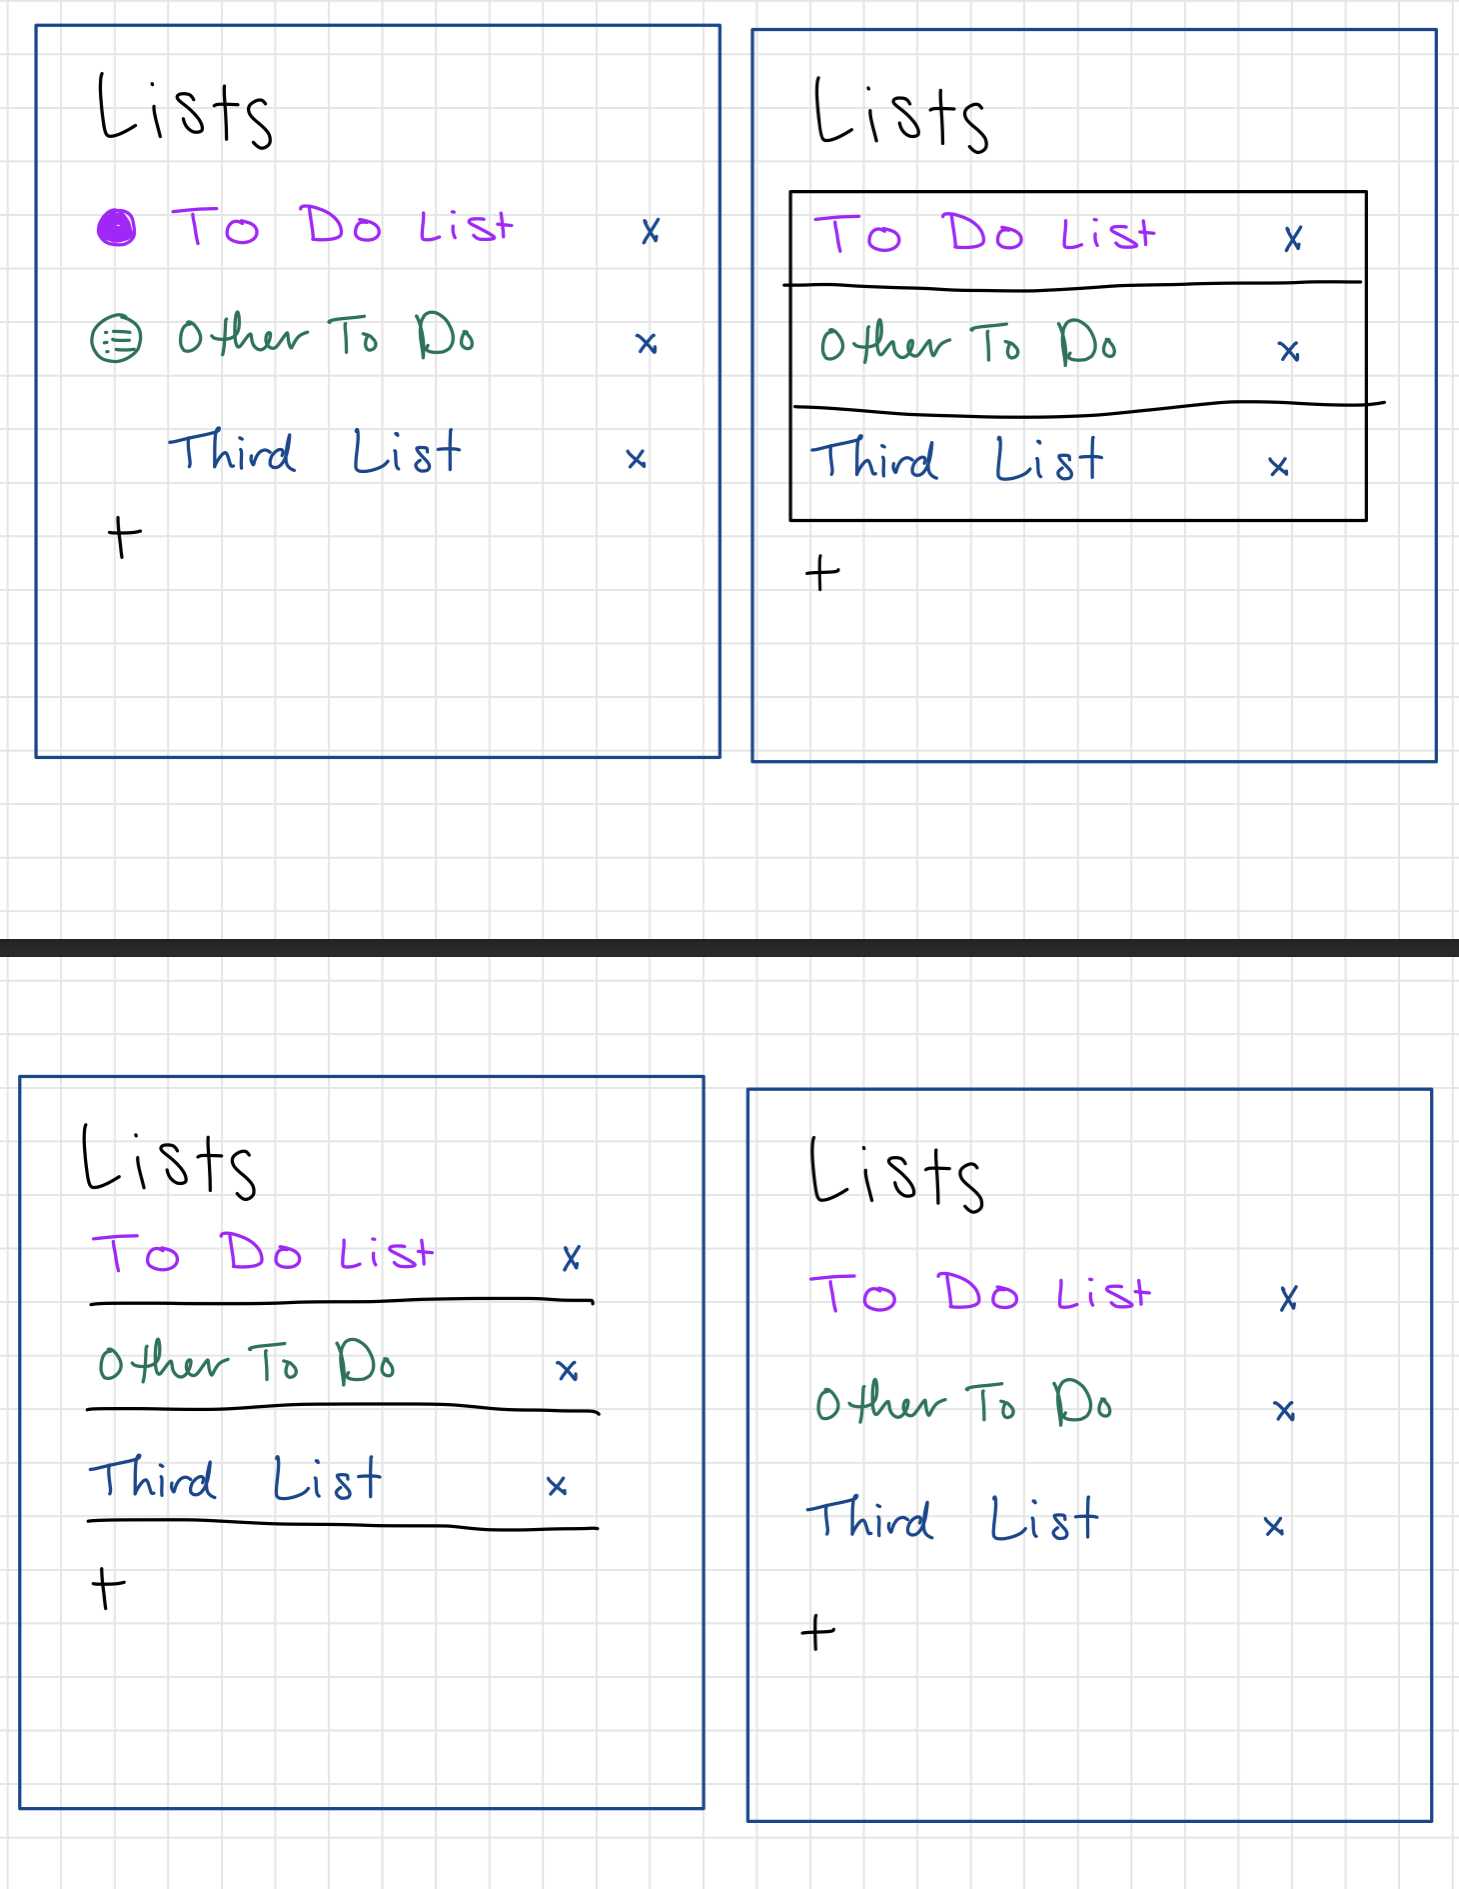 Lists
To Do List x
Other To Do x
Third List x
+
Lists
To Do List x
Other To Do x
Third List x
+
Lists
To Do List x
Other To Do x
Third List x
+
Lists
To Do List x
Other To Do x
Third List x
+